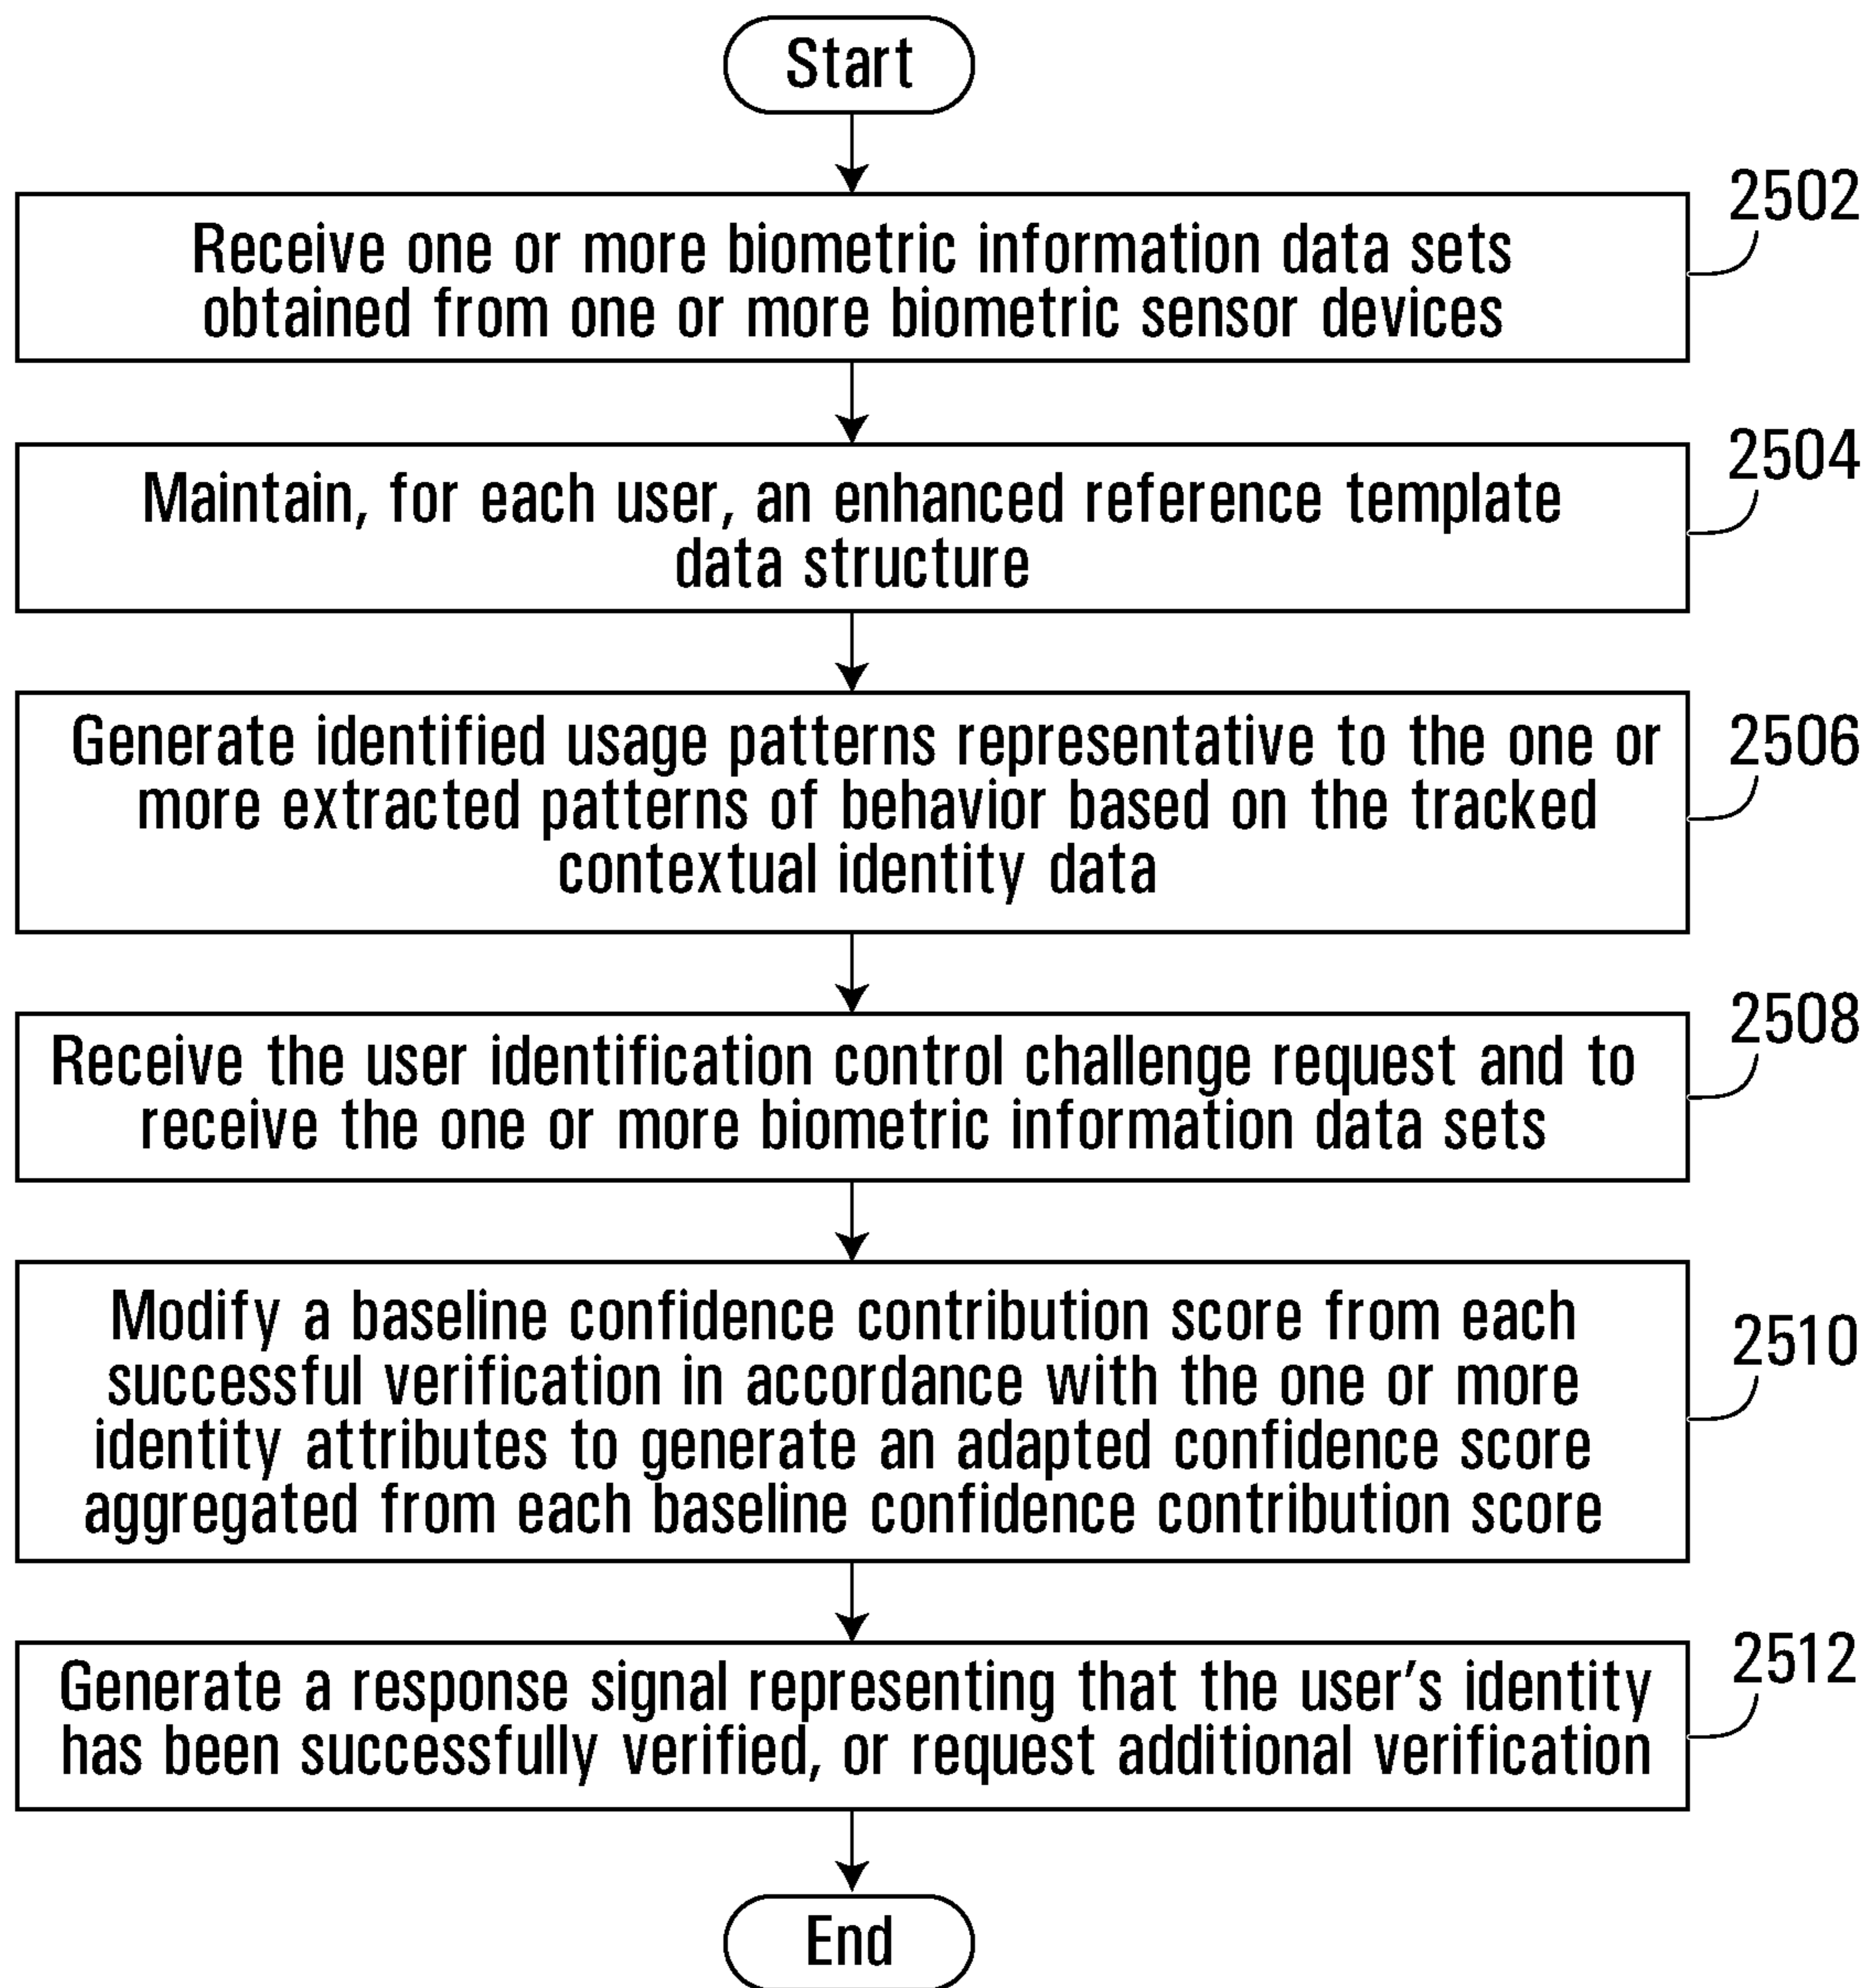 Start
2502
Receive one or more biometric information data sets
obtained from one or more biometric sensor devices
2504
Maintain, for each user, an enhanced reference template
data structure
2506
Generate identified usage patterns representative to the one or
more extracted patterns of behavior based on the tracked
contextual identity data
2508
Receive the user identification control challenge request and to
receive the one or more biometric information data sets
2510
Modify a baseline confidence contribution score from each
successful verification in accordance with the one or more
identity attributes to generate an adapted confidence score
aggregated from each baseline confidence contribution score
2512
Generate a response signal representing that the user's identity
has been successfully verified, or request additional verification
End